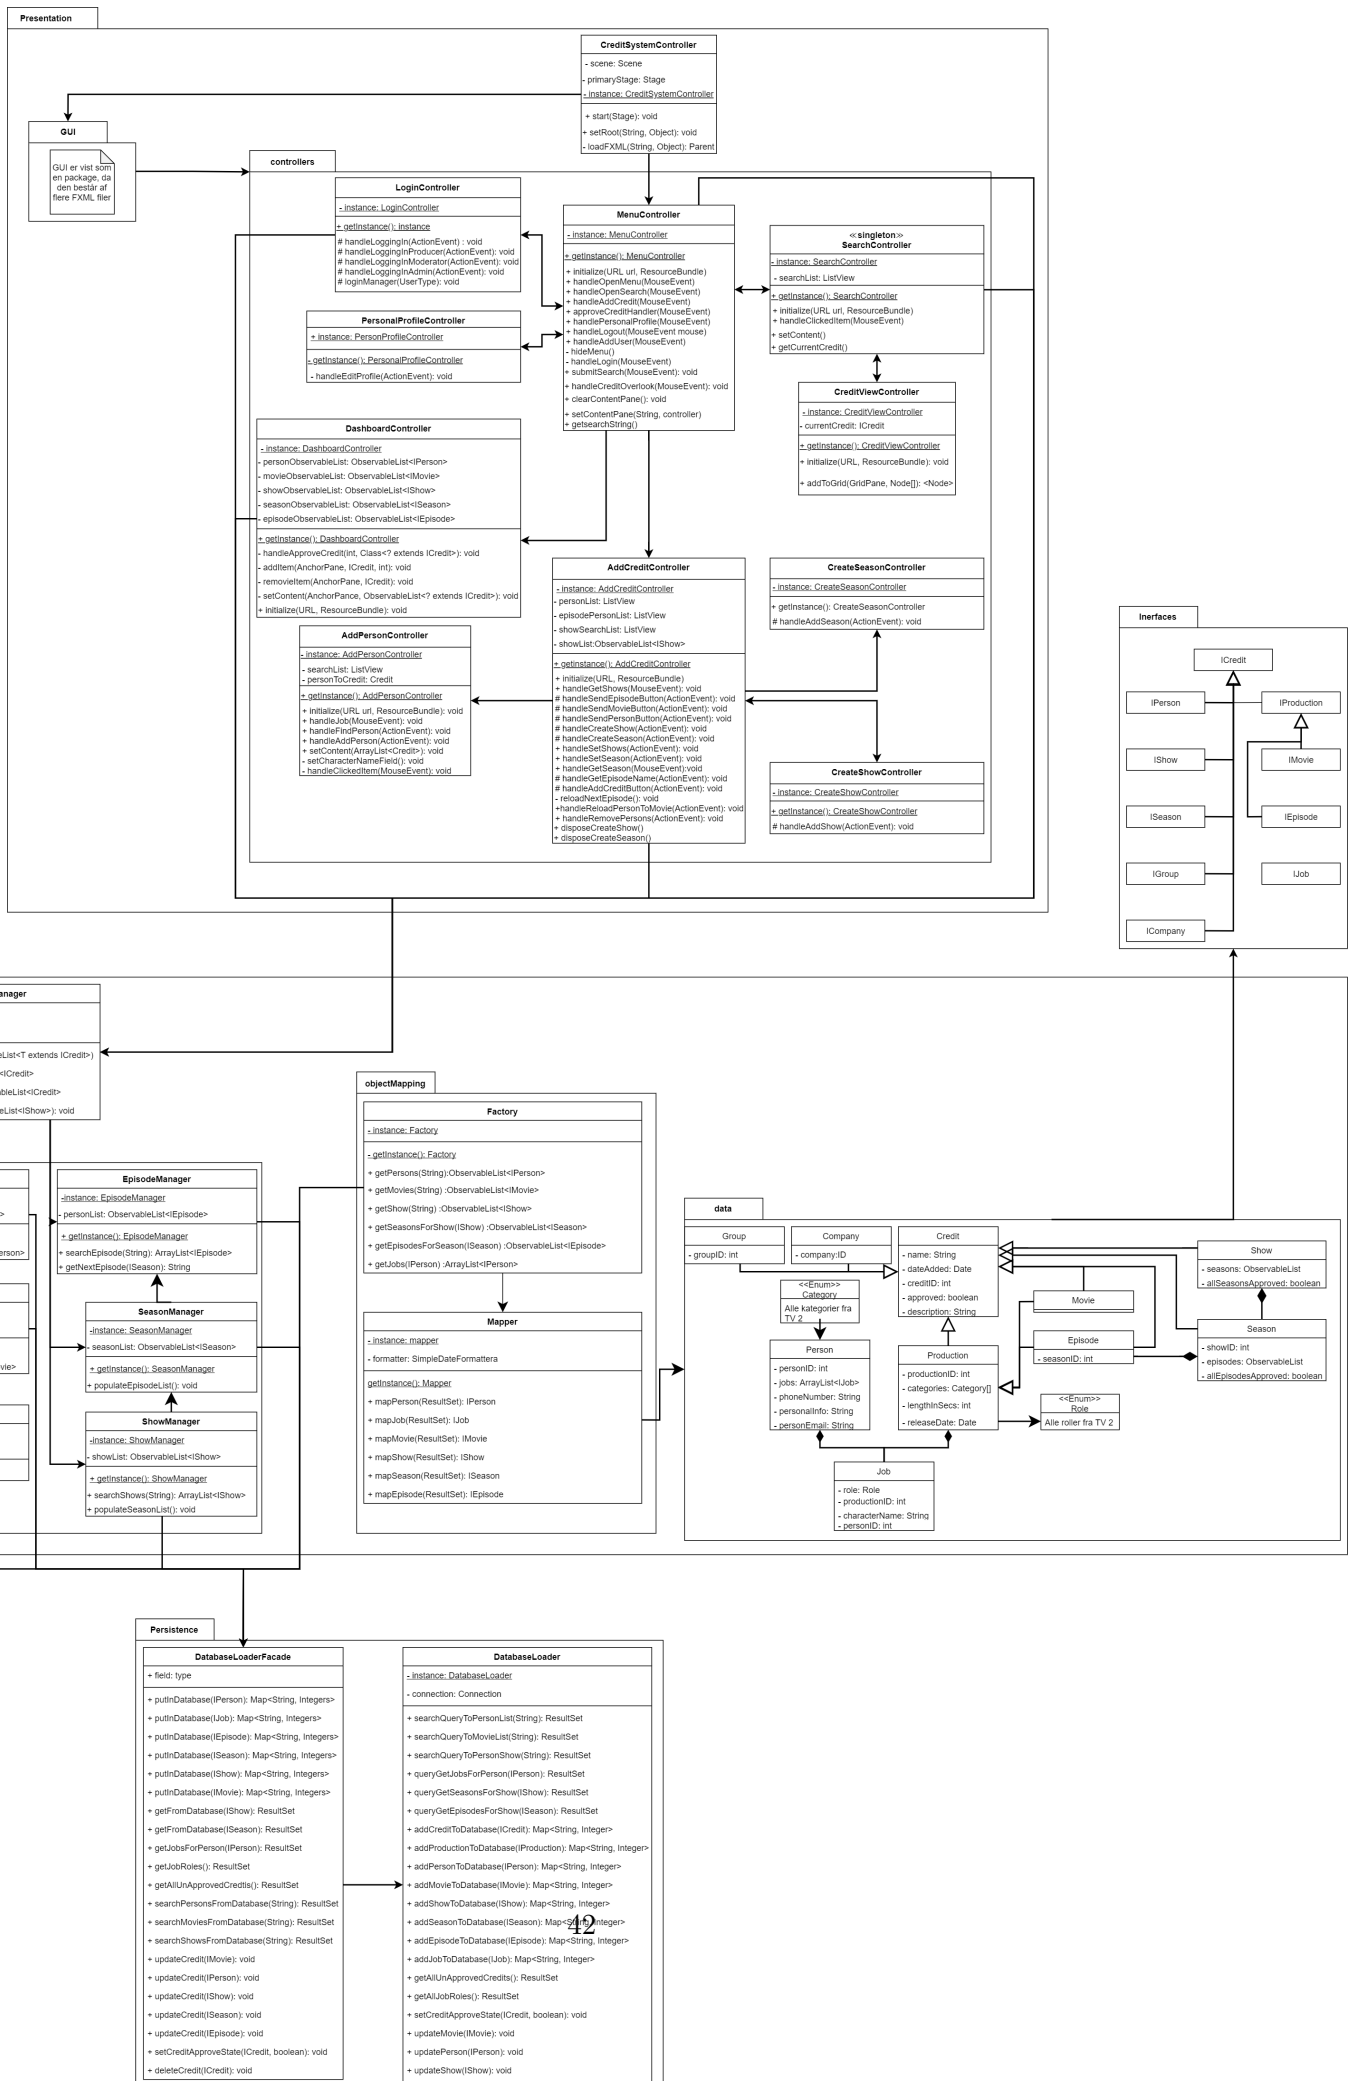 Presentation
CreditSystemController
- scene: Scene
- primaryStage: Stage
- instance: CreditSystemController
+ start(Stage): void
+ setRoot(String, Object): void
- loadFXML(String, Object): Parent
GUI
GUI er vist som
en package, da
den består af
flere FXML filer
controllers
LoginController
- instance: LoginController
+ getInstance(): instance
# handleLoggingIn(ActionEvent) : void
# handleLoggingInProducer(ActionEvent): void
# handleLoggingInModerator(ActionEvent): void
# handleLoggingInAdmin(ActionEvent): void
# loginManager(UserType): void
MenuController
- instance: MenuController
+ getInstance(): MenuController
+ initialize(URL url, ResourceBundle)
+ handleOpenMenu(MouseEvent)
+ handleOpenSearch(MouseEvent)
+ handleAddCredit(MouseEvent)
+ approveCreditHandler(MouseEvent)
+ handlePersonalProfile(MouseEvent)
+ handleLogout(MouseEvent mouse)
+ handleAddUser(MouseEvent)
- hideMenu()
- handleLogin(MouseEvent)
+ submitSearch(MouseEvent): void
+ handleCreditOverlook(MouseEvent): void
+ clearContentPane(): void
+ setContentPane(String, controller)
+ getsearchString()
≪singleton≫
SearchController
- instance: SearchController
- searchList: ListView
+ getInstance(): SearchController
+ initialize(URL url, ResourceBundle)
+ handleClickedItem(MouseEvent)
+ setContent()
+ getCurrentCredit()
PersonalProfileController
+ instance: PersonProfileController
- getInstance(): PersonalProfileController
- handleEditProfile(ActionEvent): void
CreditViewController
- instance: CreditViewController
- currentCredit: ICredit
+ getInstance(): CreditViewController
+ initialize(URL, ResourceBundle): void
+ addToGrid(GridPane, Node[]): <Node>
DashboardController
- instance: DashboardController
- personObservableList: ObservableList<IPerson>
- movieObservableList: ObservableList<IMovie>
- showObservableList: ObservableList<IShow>
- seasonObservableList: ObservableList<ISeason>
- episodeObservableList: ObservableList<IEpisode>
+ getInstance(): DashboardController
- handleApproveCredit(int, Class<? extends ICredit>): void
- addItem(AnchorPane, ICredit, int): void
- removieItem(AnchorPane, ICredit): void
- setContent(AnchorPance, ObservableList<? extends ICredit>): void
+ initialize(URL, ResourceBundle): void
AddCreditController
- instance: AddCreditController
- personList: ListView
- episodePersonList: ListView
- showSearchList: ListView
- showList:ObservableList<IShow>
+ getinstance(): AddCreditController
+ initialize(URL, ResourceBundle)
+ handleGetShows(MouseEvent): void
# handleSendEpisodeButton(ActionEvent): void
# handleSendMovieButton(ActionEvent): void
# handleSendPersonButton(ActionEvent): void
# handleCreateShow(ActionEvent): void
# handleCreateSeason(ActionEvent): void
+ handleSetShows(ActionEvent): void
+ handleSetSeason(ActionEvent): void
+ handleGetSeason(MouseEvent):void
# handleGetEpisodeName(ActionEvent): void
# handleAddCreditButton(ActionEvent): void
- reloadNextEpisode(): void
+handleReloadPersonToMovie(ActionEvent): void
+ handleRemovePersons(ActionEvent): void
+ disposeCreateShow()
+ disposeCreateSeason()
CreateSeasonController
- instance: CreateSeasonController
+ getInstance(): CreateSeasonController
# handleAddSeason(ActionEvent): void
AddPersonController
- instance: AddPersonController
- searchList: ListView
- personToCredit: Credit
+ getInstance(): AddPersonController
+ initialize(URL url, ResourceBundle): void
+ handleJob(MouseEvent): void
+ handleFindPerson(ActionEvent): void
+ handleAddPerson(ActionEvent): void
+ setContent(ArrayList<Credit>): void
- setCharacterNameField(): void
- handleClickedItem(MouseEvent): void
CreateShowController
- instance: CreateShowController
+ getInstance(): CreateShowController
# handleAddShow(ActionEvent): void
Inerfaces
ICredit
IPerson
IProduction
IShow
IMovie
ISeason
IEpisode
IGroup
IJob
ICompany
anager
eList<T extends ICredit>)
<ICredit>
ableList<ICredit>
eList<IShow>): void
>
erson>
vie>
EpisodeManager
-instance: EpisodeManager
- personList: ObservableList<IEpisode>
+ getInstance(): EpisodeManager
+ searchEpisode(String): ArrayList<IEpisode>
+ getNextEpisode(ISeason): String
SeasonManager
-instance: SeasonManager
- seasonList: ObservableList<ISeason>
+ getInstance(): SeasonManager
+ populateEpisodeList(): void
ShowManager
-instance: ShowManager
- showList: ObservableList<IShow>
+ getInstance(): ShowManager
+ searchShows(String): ArrayList<IShow>
+ populateSeasonList(): void
objectMapping
Factory
- instance: Factory
- getInstance(): Factory
+ getPersons(String):ObservableList<IPerson>
+ getMovies(String) :ObservableList<IMovie>
+ getShow(String) :ObservableList<IShow>
+ getSeasonsForShow(IShow) :ObservableList<ISeason>
+ getEpisodesForSeason(ISeason) :ObservableList<IEpisode>
+ getJobs(IPerson) :ArrayList<IPerson>
Mapper
- instance: mapper
- formatter: SimpleDateFormattera
getInstance(): Mapper
+ mapPerson(ResultSet): IPerson
+ mapJob(ResultSet): IJob
+ mapMovie(ResultSet): IMovie
+ mapShow(ResultSet): IShow
+ mapSeason(ResultSet): ISeason
+ mapEpisode(ResultSet): IEpisode
data
Group
- groupID: int
Company
- company:ID
Credit
- name: String
- dateAdded: Date
- creditID: int
- approved: boolean
- description: String
Show
- seasons: ObservableList
- allSeasonsApproved: boolean
<<Enum>>
Category
Alle kategorier fra
TV 2
Movie
Season
- showID: int
- episodes: ObservableList
- allEpisodesApproved: boolean
Episode
- seasonID: int
Person
- personID: int
- jobs: ArrayList<IJob>
- phoneNumber: String
- personalInfo: String
- personEmail: String
Production
- productionID: int
- categories: Category[]
- lengthInSecs: int
- releaseDate: Date
<<Enum>>
Role
Alle roller fra TV 2
Job
- role: Role
- productionID: int
- characterName: String
- personID: int
Persistence
DatabaseLoaderFacade
+ field: type
+ putInDatabase(IPerson): Map<String, Integers>
+ putInDatabase(IJob): Map<String, Integers>
+ putInDatabase(IEpisode): Map<String, Integers>
+ putInDatabase(ISeason): Map<String, Integers>
+ putInDatabase(IShow): Map<String, Integers>
+ putInDatabase(IMovie): Map<String, Integers>
+ getFromDatabase(IShow): ResultSet
+ getFromDatabase(ISeason): ResultSet
+ getJobsForPerson(IPerson): ResultSet
+ getJobRoles(): ResultSet
+ getAllUnApprovedCredtis(): ResultSet
+ searchPersonsFromDatabase(String): ResultSet
+ searchMoviesFromDatabase(String): ResultSet
+ searchShowsFromDatabase(String): ResultSet
+ updateCredit(IMovie): void
+ updateCredit(IPerson): void
+ updateCredit(IShow): void
+ updateCredit(ISeason): void
+ updateCredit(IEpisode): void
+ setCreditApproveState(ICredit, boolean): void
+ deleteCredit(ICredit): void
DatabaseLoader
- instance: DatabaseLoader
- connection: Connection
+ searchQueryToPersonList(String): ResultSet
+ searchQueryToMovieList(String): ResultSet
+ searchQueryToPersonShow(String): ResultSet
+ queryGetJobsForPerson(IPerson): ResultSet
+ queryGetSeasonsForShow(IShow): ResultSet
+ queryGetEpisodesForShow(ISeason): ResultSet
+ addCreditToDatabase(ICredit): Map<String, Integer>
+ addProductionToDatabase(IProduction): Map<String, Integer>
+ addPersonToDatabase(IPerson): Map<String, Integer>
+ addMovieToDatabase(IMovie): Map<String, Integer>
+ addShowToDatabase(IShow): Map<String, Integer>
+ addSeasonToDatabase(ISeason): Map<String, Integer>
+ addEpisodeToDatabase(IEpisode): Map<String, Integer>
+ addJobToDatabase(IJob): Map<String, Integer>
+ getAllUnApprovedCredits(): ResultSet
+ getAllJobRoles(): ResultSet
+ setCreditApproveState(ICredit, boolean): void
+ updateMovie(IMovie): void
+ updatePerson(IPerson): void
+ updateShow(IShow): void
42